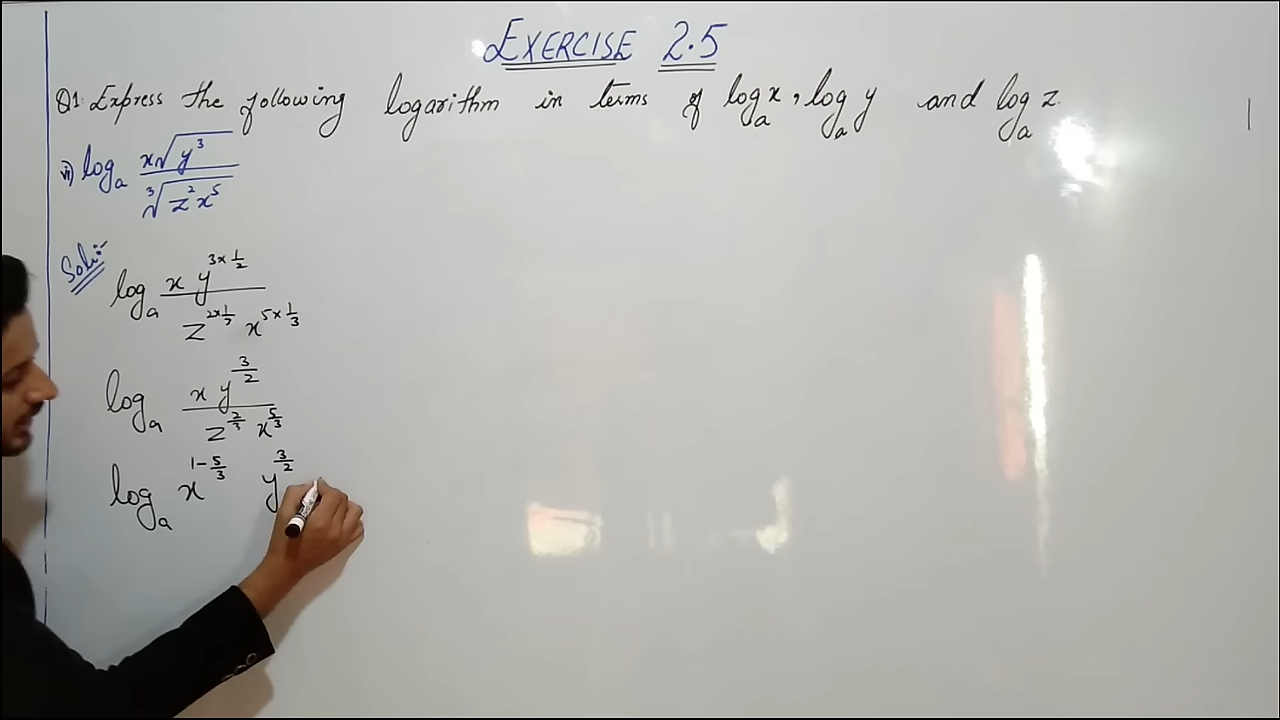 EXERCISE 2.5
Q1. Express the following logarithm in terms of logₐx, logₐy and logₐz.
vi) logₐ x√y³ / ∛z²x⁵
Sol:-
logₐ x y^(3×1/2) / z^(2×1/3) x^(5×1/3)
logₐ x y^(3/2) / z^(2/3) x^(5/3)
logₐ x^(1-5/3) y^(3/2)